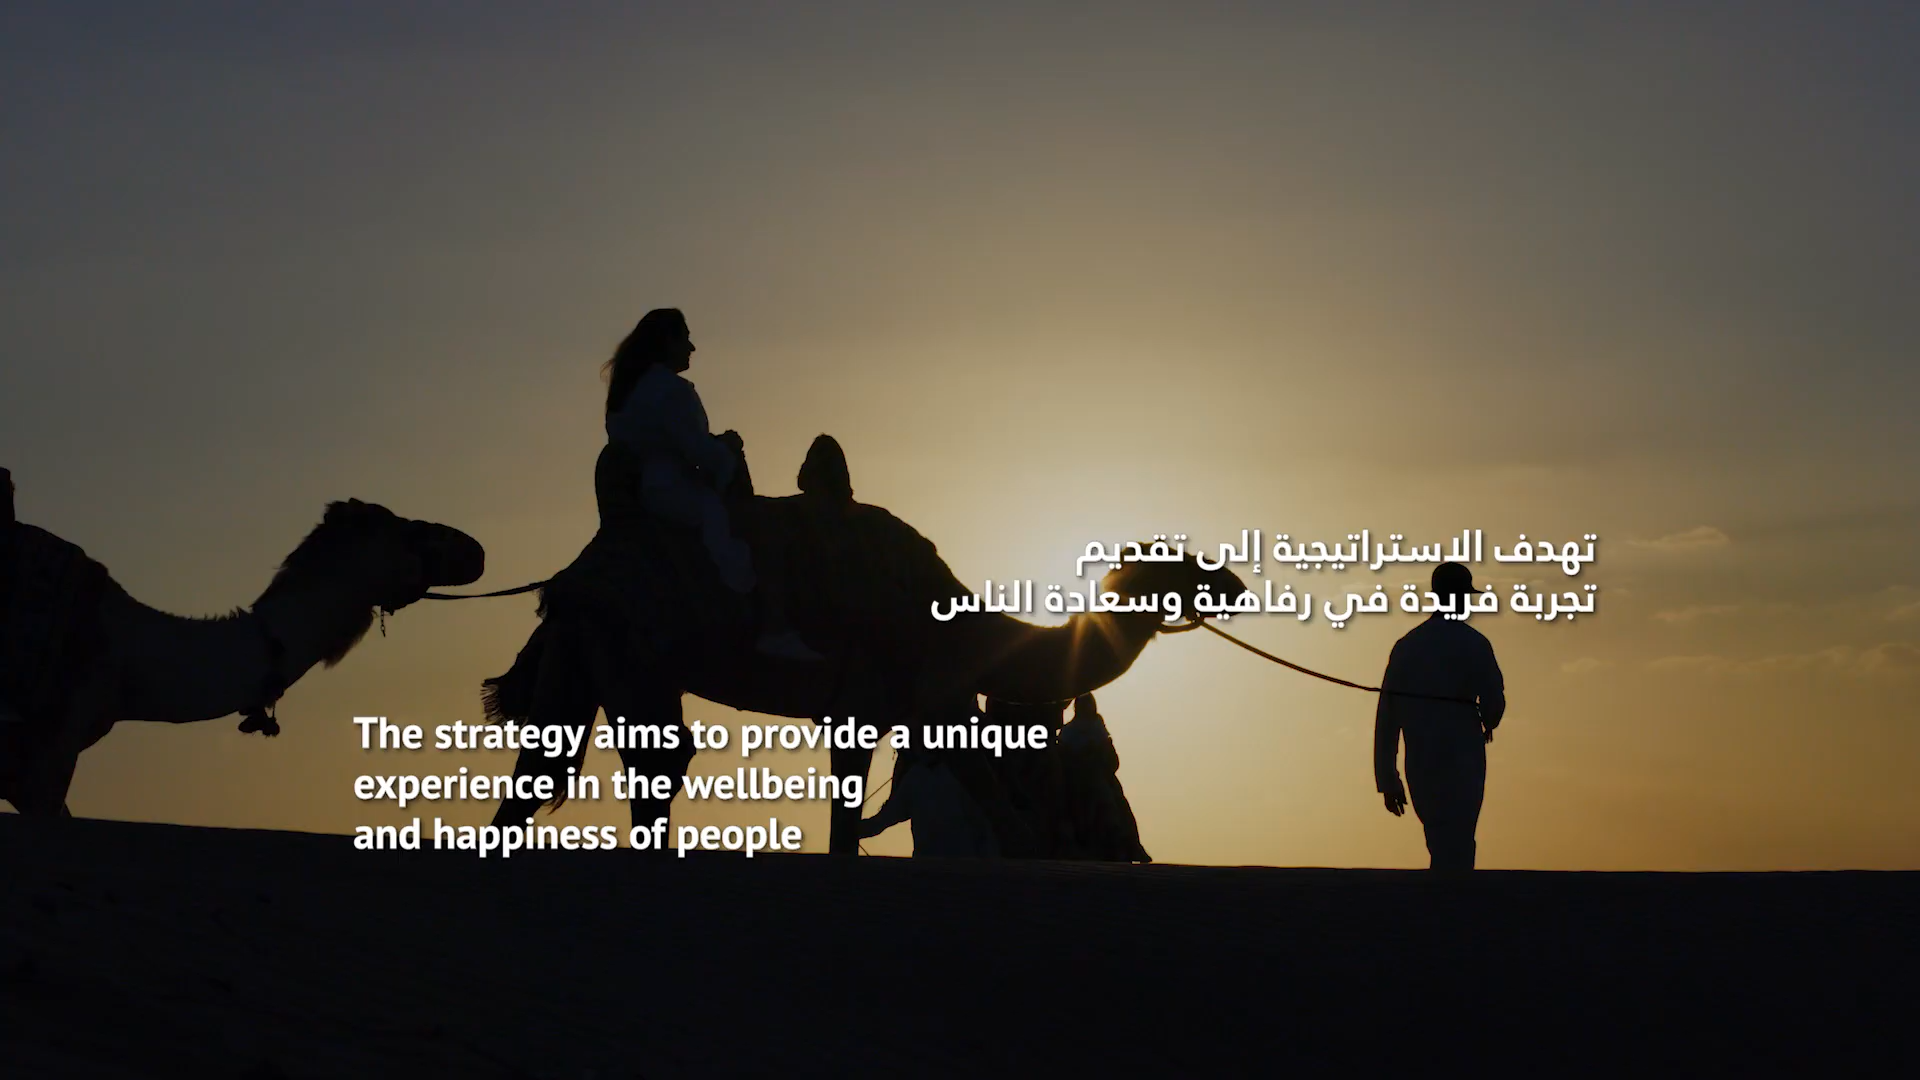 تهدف الاستراتيجية إلى تقديم
تجربة فريدة في رفاهية وسعادة الناس
The strategy aims to provide a unique
experience in the wellbeing
and happiness of people